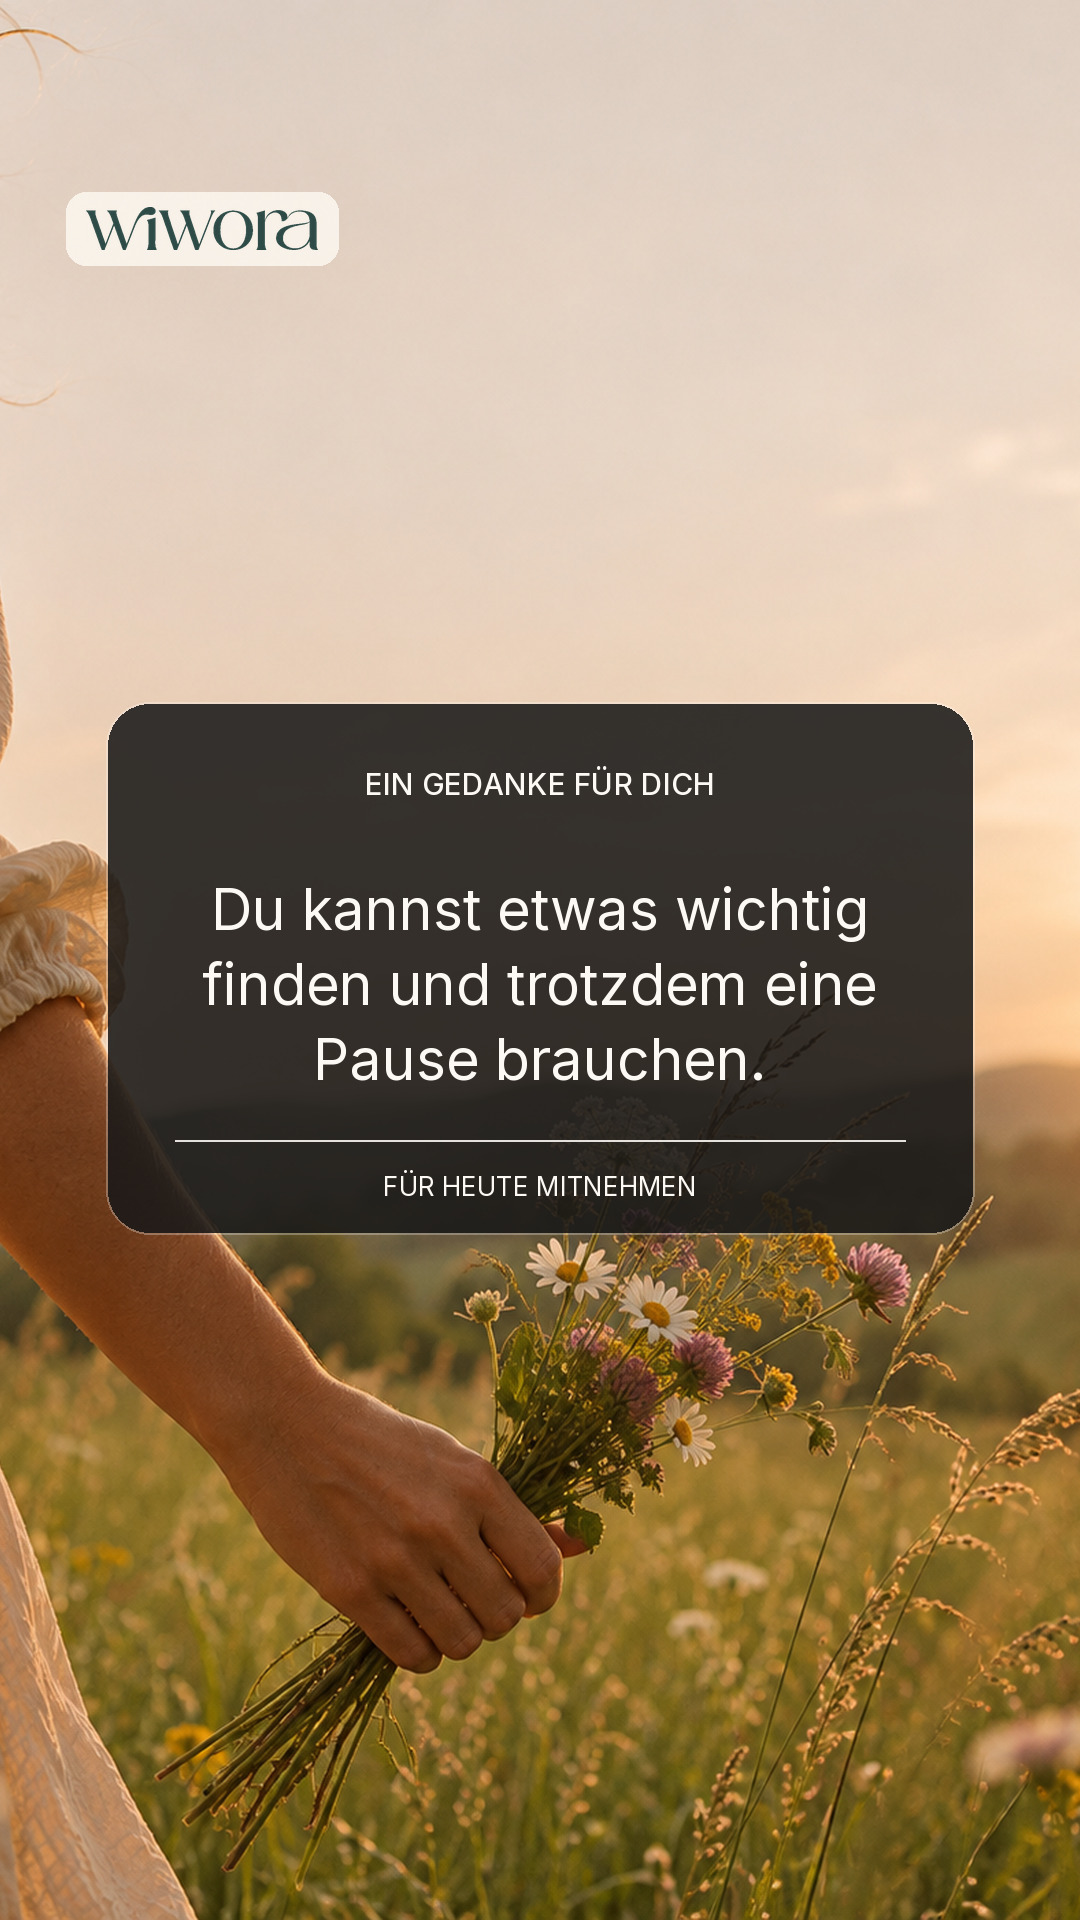 wiwora
EIN GEDANKE FÜR DICH
Du kannst etwas wichtig
finden und trotzdem eine
Pause brauchen.
FÜR HEUTE MITNEHMEN